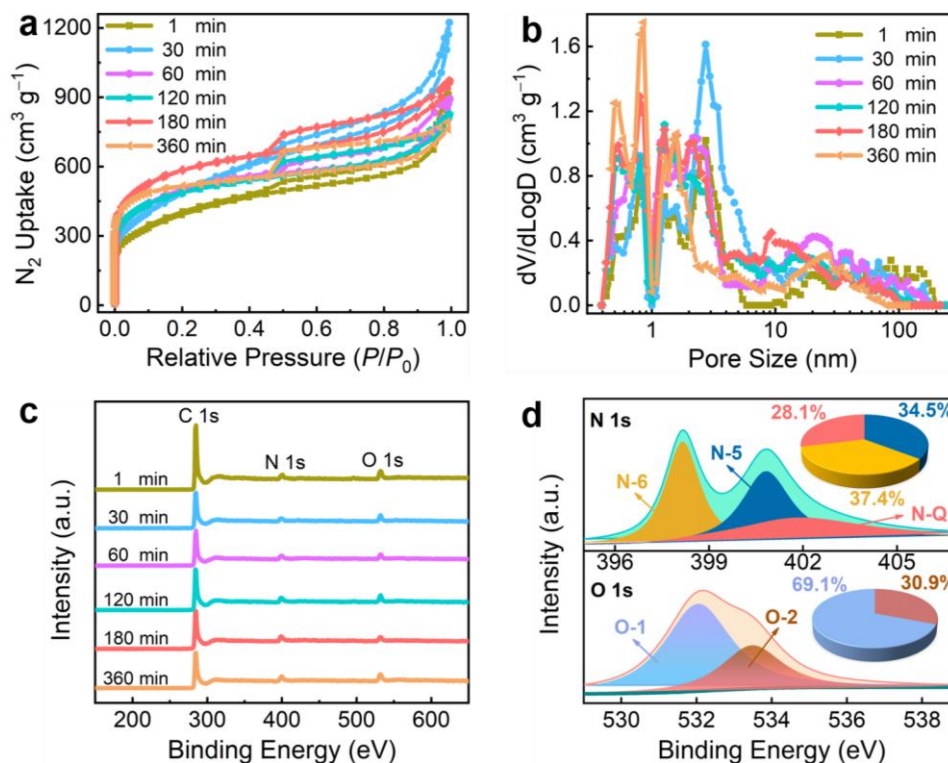 a
N₂ Uptake (cm³ g⁻¹)
1200
900
600
300
0
1 min
30 min
60 min
120 min
180 min
360 min
0.0 0.2 0.4 0.6 0.8 1.0
Relative Pressure (P/P₀)
b
dV/dLogD (cm³ g⁻¹)
1.6
1.2
0.8
0.4
0.0
1 min
30 min
60 min
120 min
180 min
360 min
1 10 100
Pore Size (nm)
c
Intensity (a.u.)
C 1s
N 1s
O 1s
1 min
30 min
60 min
120 min
180 min
360 min
200 300 400 500 600
Binding Energy (eV)
d
Intensity (a.u.)
N 1s
28.1%
34.5%
37.4%
N-6
N-5
N-Q
396 399 402 405
O 1s
69.1%
30.9%
O-1
O-2
530 532 534 536 538
Binding Energy (eV)